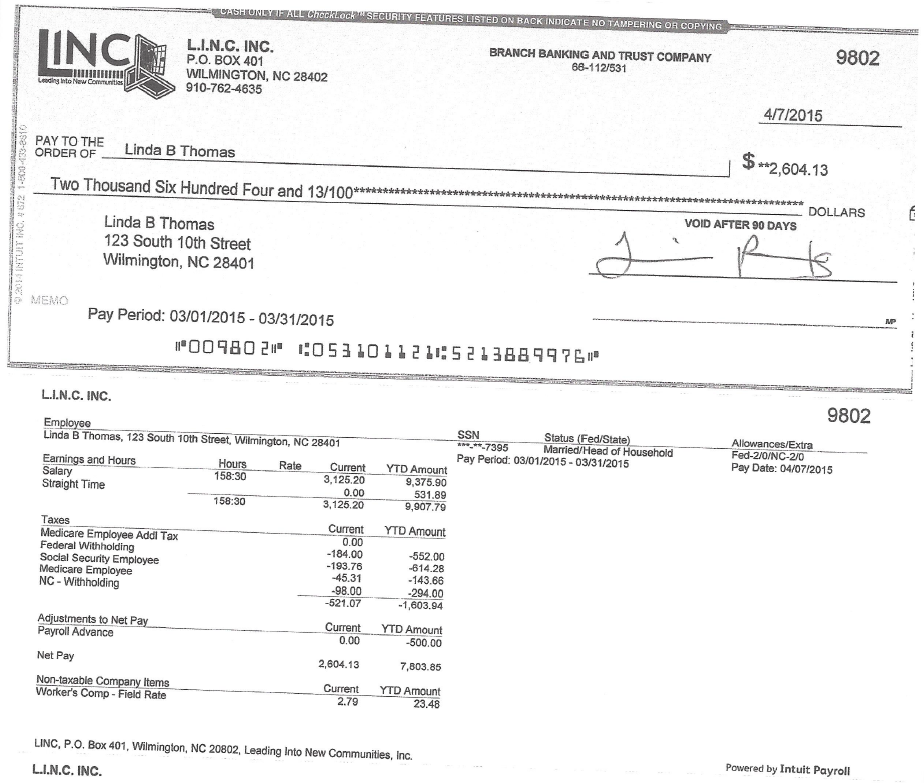 CASH ONLY IF ALL CheckLock™ SECURITY FEATURES LISTED ON BACK INDICATE NO TAMPERING OR COPYING
LINC
Leading Into New Communities
L.I.N.C. INC.
P.O. BOX 401
WILMINGTON, NC 28402
910-762-4635
BRANCH BANKING AND TRUST COMPANY
66-112/531
9802
4/7/2015
PAY TO THE
ORDER OF Linda B Thomas
$ **2,604.13
Two Thousand Six Hundred Four and 13/100**************************************************
DOLLARS
VOID AFTER 90 DAYS
Linda B Thomas
123 South 10th Street
Wilmington, NC 28401
MEMO
Pay Period: 03/01/2015 - 03/31/2015
MP
⑈009802⑈ ⑆053101121⑆5213889976⑈
© 2014 INTUIT INC. # 672 1-800-433-8810
L.I.N.C. INC.
9802
Employee
Linda B Thomas, 123 South 10th Street, Wilmington, NC 28401
SSN Status (Fed/State) Allowances/Extra
***-**-7395 Married/Head of Household Fed-2/0/NC-2/0
Pay Period: 03/01/2015 - 03/31/2015 Pay Date: 04/07/2015
Earnings and Hours Hours Rate Current YTD Amount
Salary 158:30 3,125.20 9,375.90
Straight Time 0.00 531.89
158:30 3,125.20 9,907.79
Taxes Current YTD Amount
Medicare Employee Addl Tax 0.00
Federal Withholding -184.00 -552.00
Social Security Employee -193.76 -614.28
Medicare Employee -45.31 -143.66
NC - Withholding -98.00 -294.00
-521.07 -1,603.94
Adjustments to Net Pay Current YTD Amount
Payroll Advance 0.00 -500.00
Net Pay 2,604.13 7,803.85
Non-taxable Company Items Current YTD Amount
Worker's Comp - Field Rate 2.79 23.48
LINC, P.O. Box 401, Wilmington, NC 20802, Leading Into New Communities, Inc.
L.I.N.C. INC.
Powered by Intuit Payroll